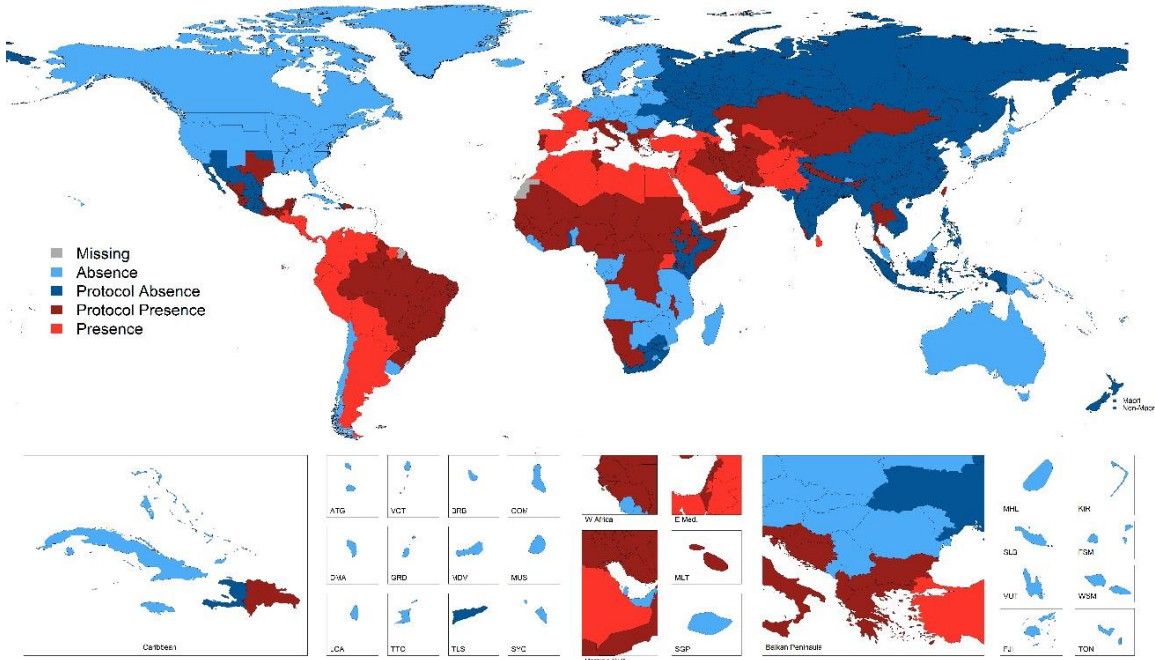 Missing
Absence
Protocol Absence
Protocol Presence
Presence
Maori
Non-Maori
Caribbean
ATG
VCT
BRB
COM
DMA
GRD
MDV
MUS
LCA
TTO
TLS
SYC
W Africa
E Med.
MLT
SGP
Balkan Peninsula
MHL
KIR
SLB
FSM
VUT
WSM
FJI
TON